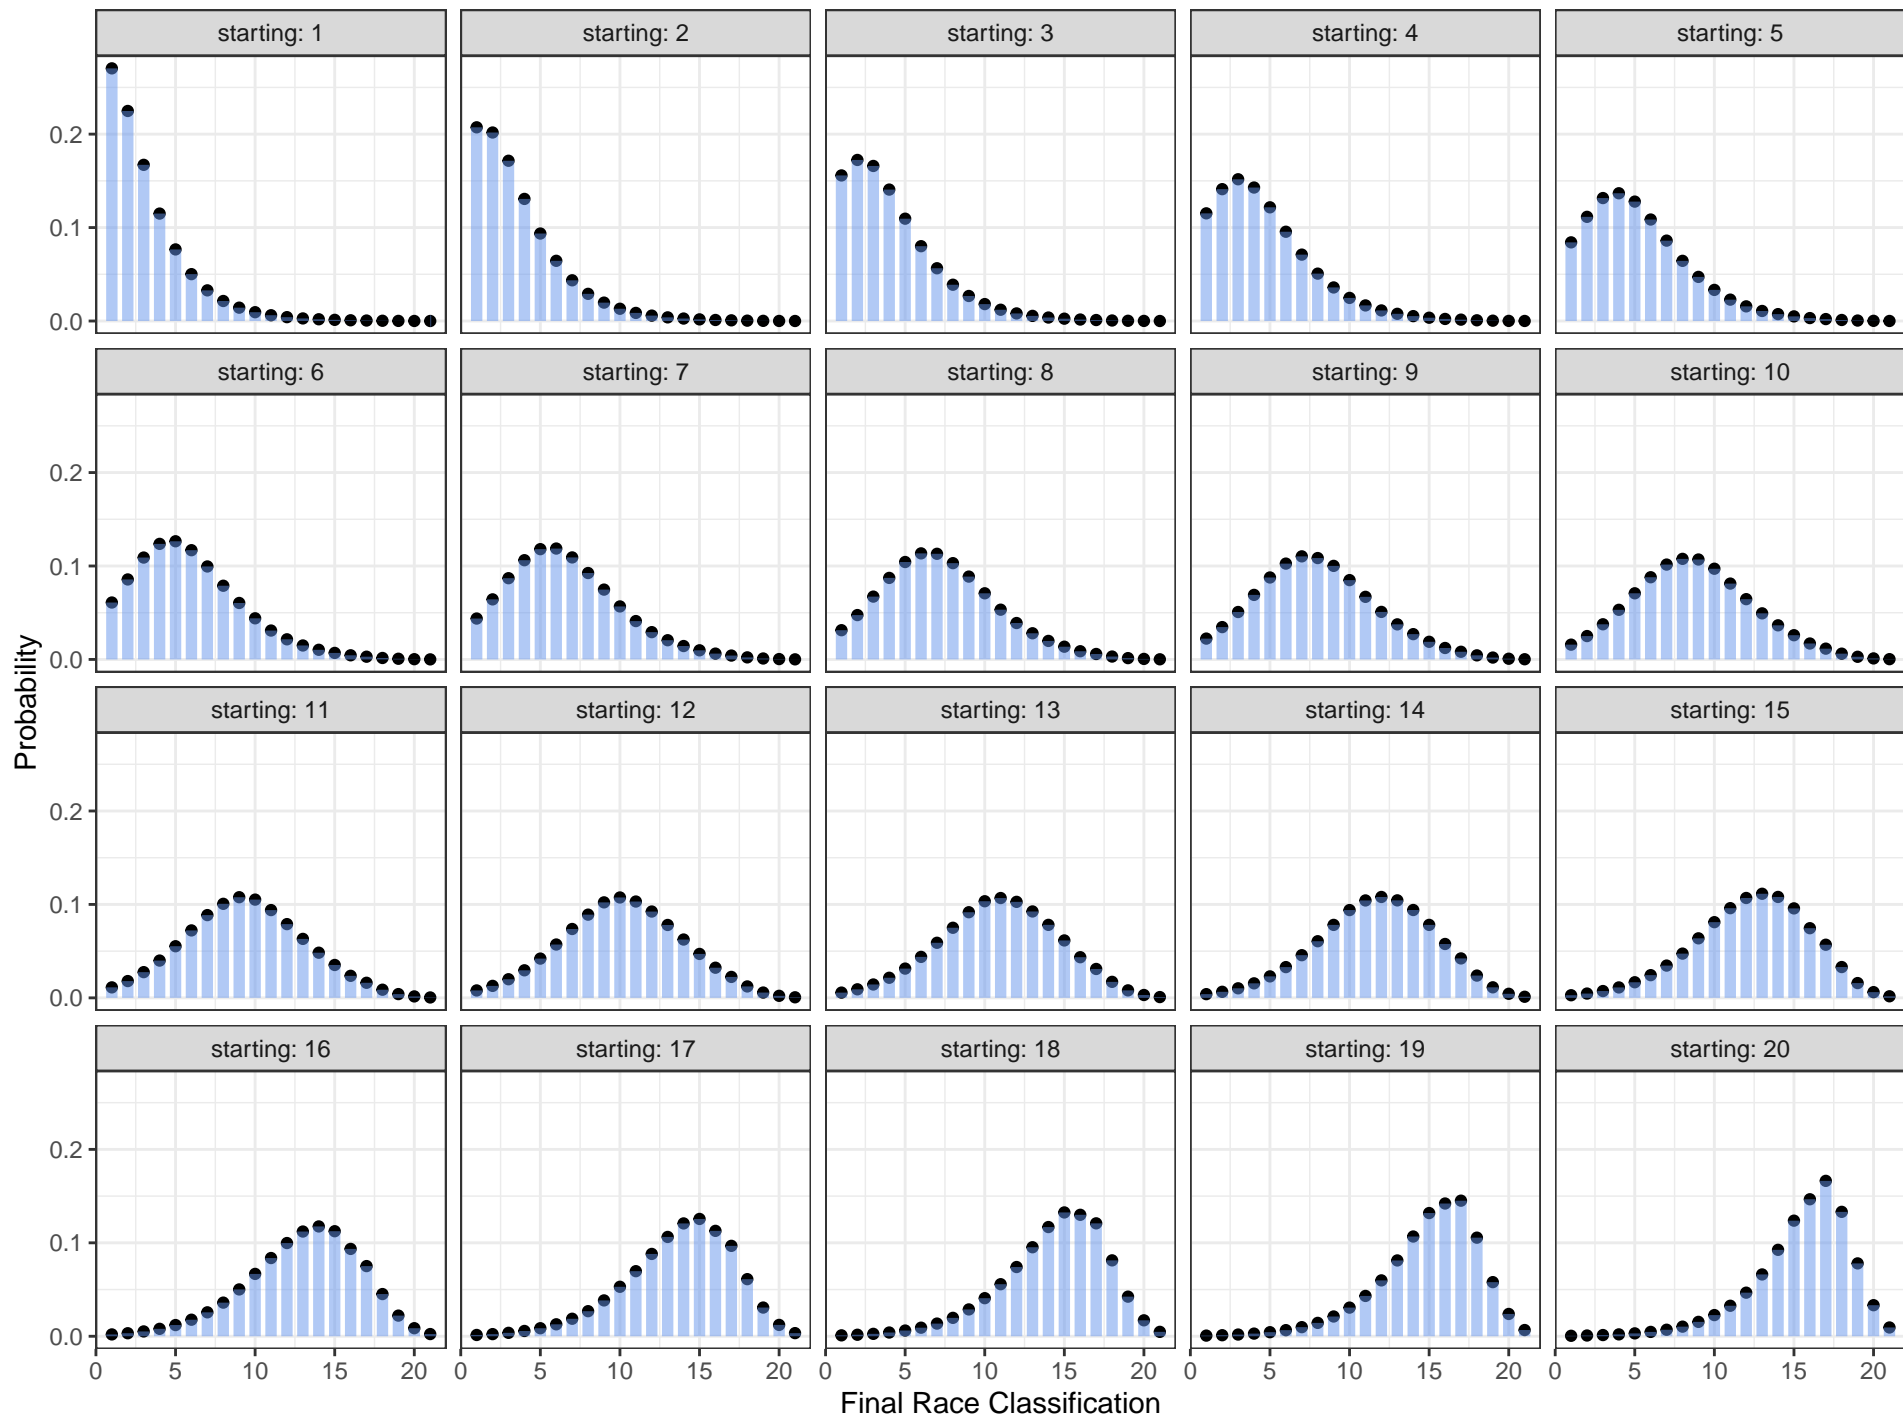 starting: 1
starting: 2
starting: 3
starting: 4
starting: 5
0.2
0.1
0.0
starting: 6
starting: 7
starting: 8
starting: 9
starting: 10
0.2
0.1
0.0
Probability
starting: 11
starting: 12
starting: 13
starting: 14
starting: 15
0.2
0.1
0.0
starting: 16
starting: 17
starting: 18
starting: 19
starting: 20
0.2
0.1
0.0
0 5 10 15 20
0 5 10 15 20
0 5 10 15 20
0 5 10 15 20
0 5 10 15 20
Final Race Classification